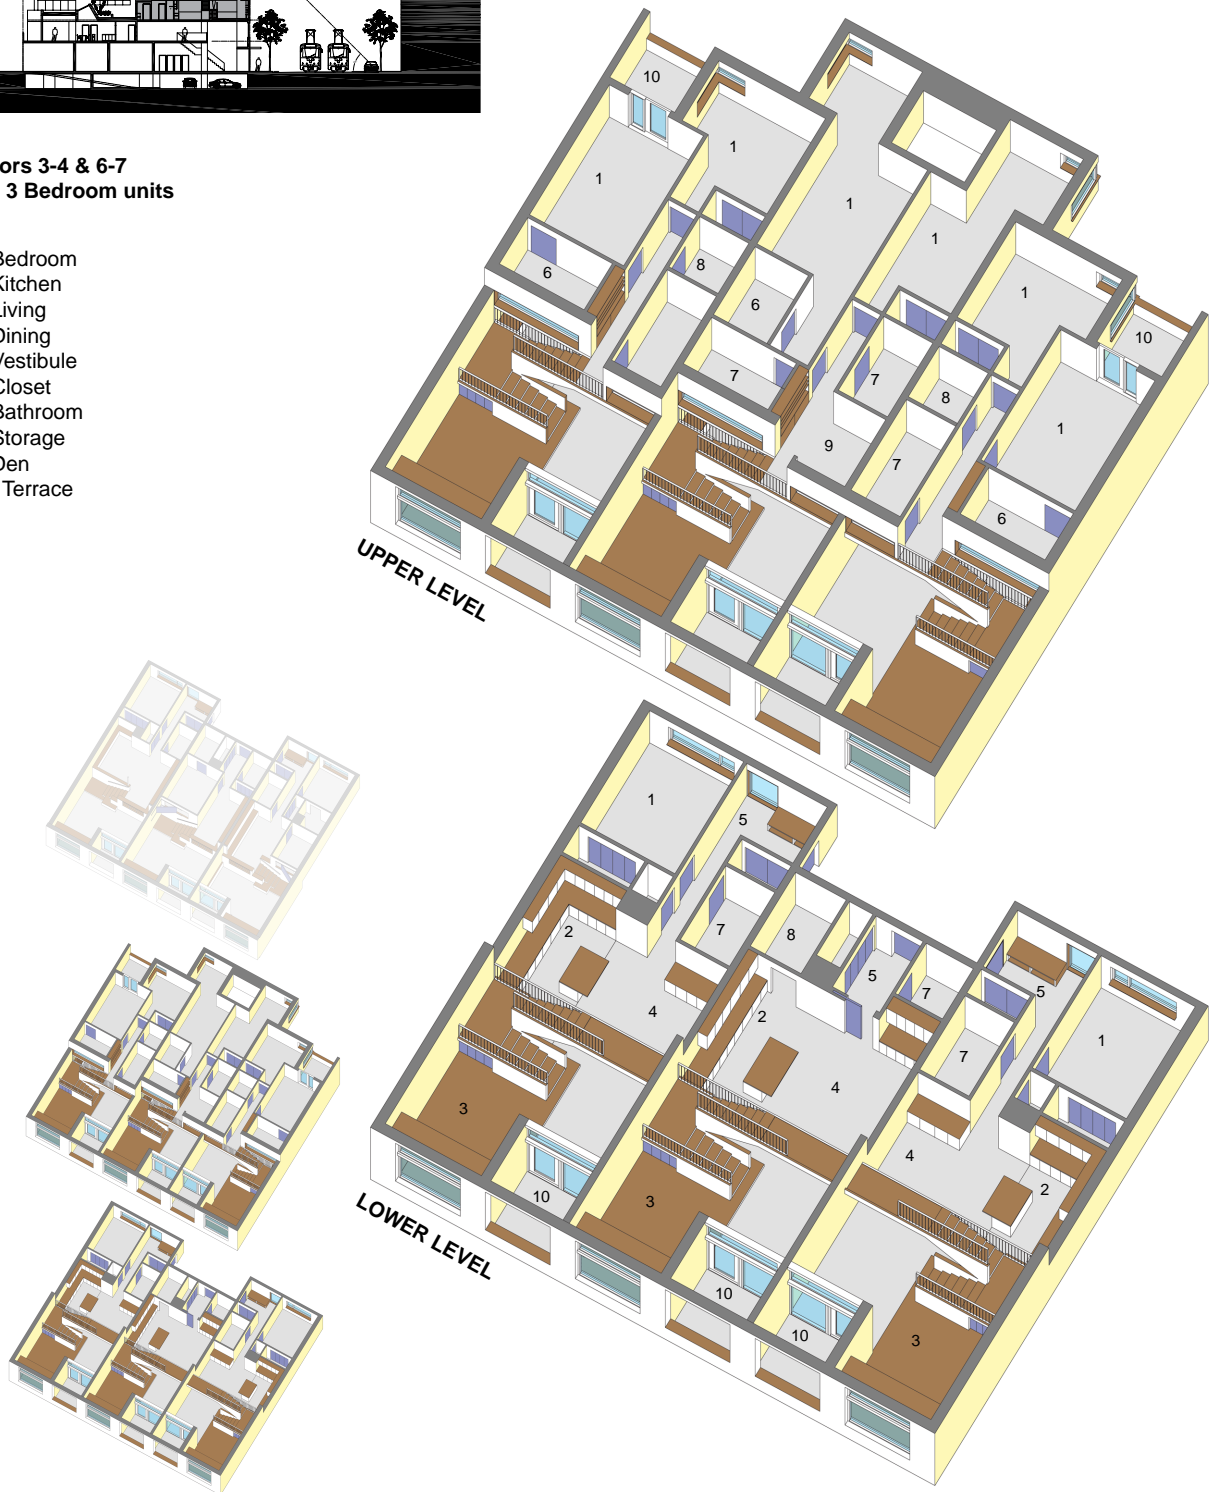 ors 3-4 & 6-7
3 Bedroom units
Bedroom
Kitchen
Living
Dining
Vestibule
Closet
Bathroom
Storage
Den
Terrace
10
1
1
1
1
1
10
6
8
6
7
7
8
1
9
7
6
UPPER LEVEL
1
5
2
7
8
5
7
5
2
4
4
7
1
3
4
2
10
3
10
10
3
LOWER LEVEL